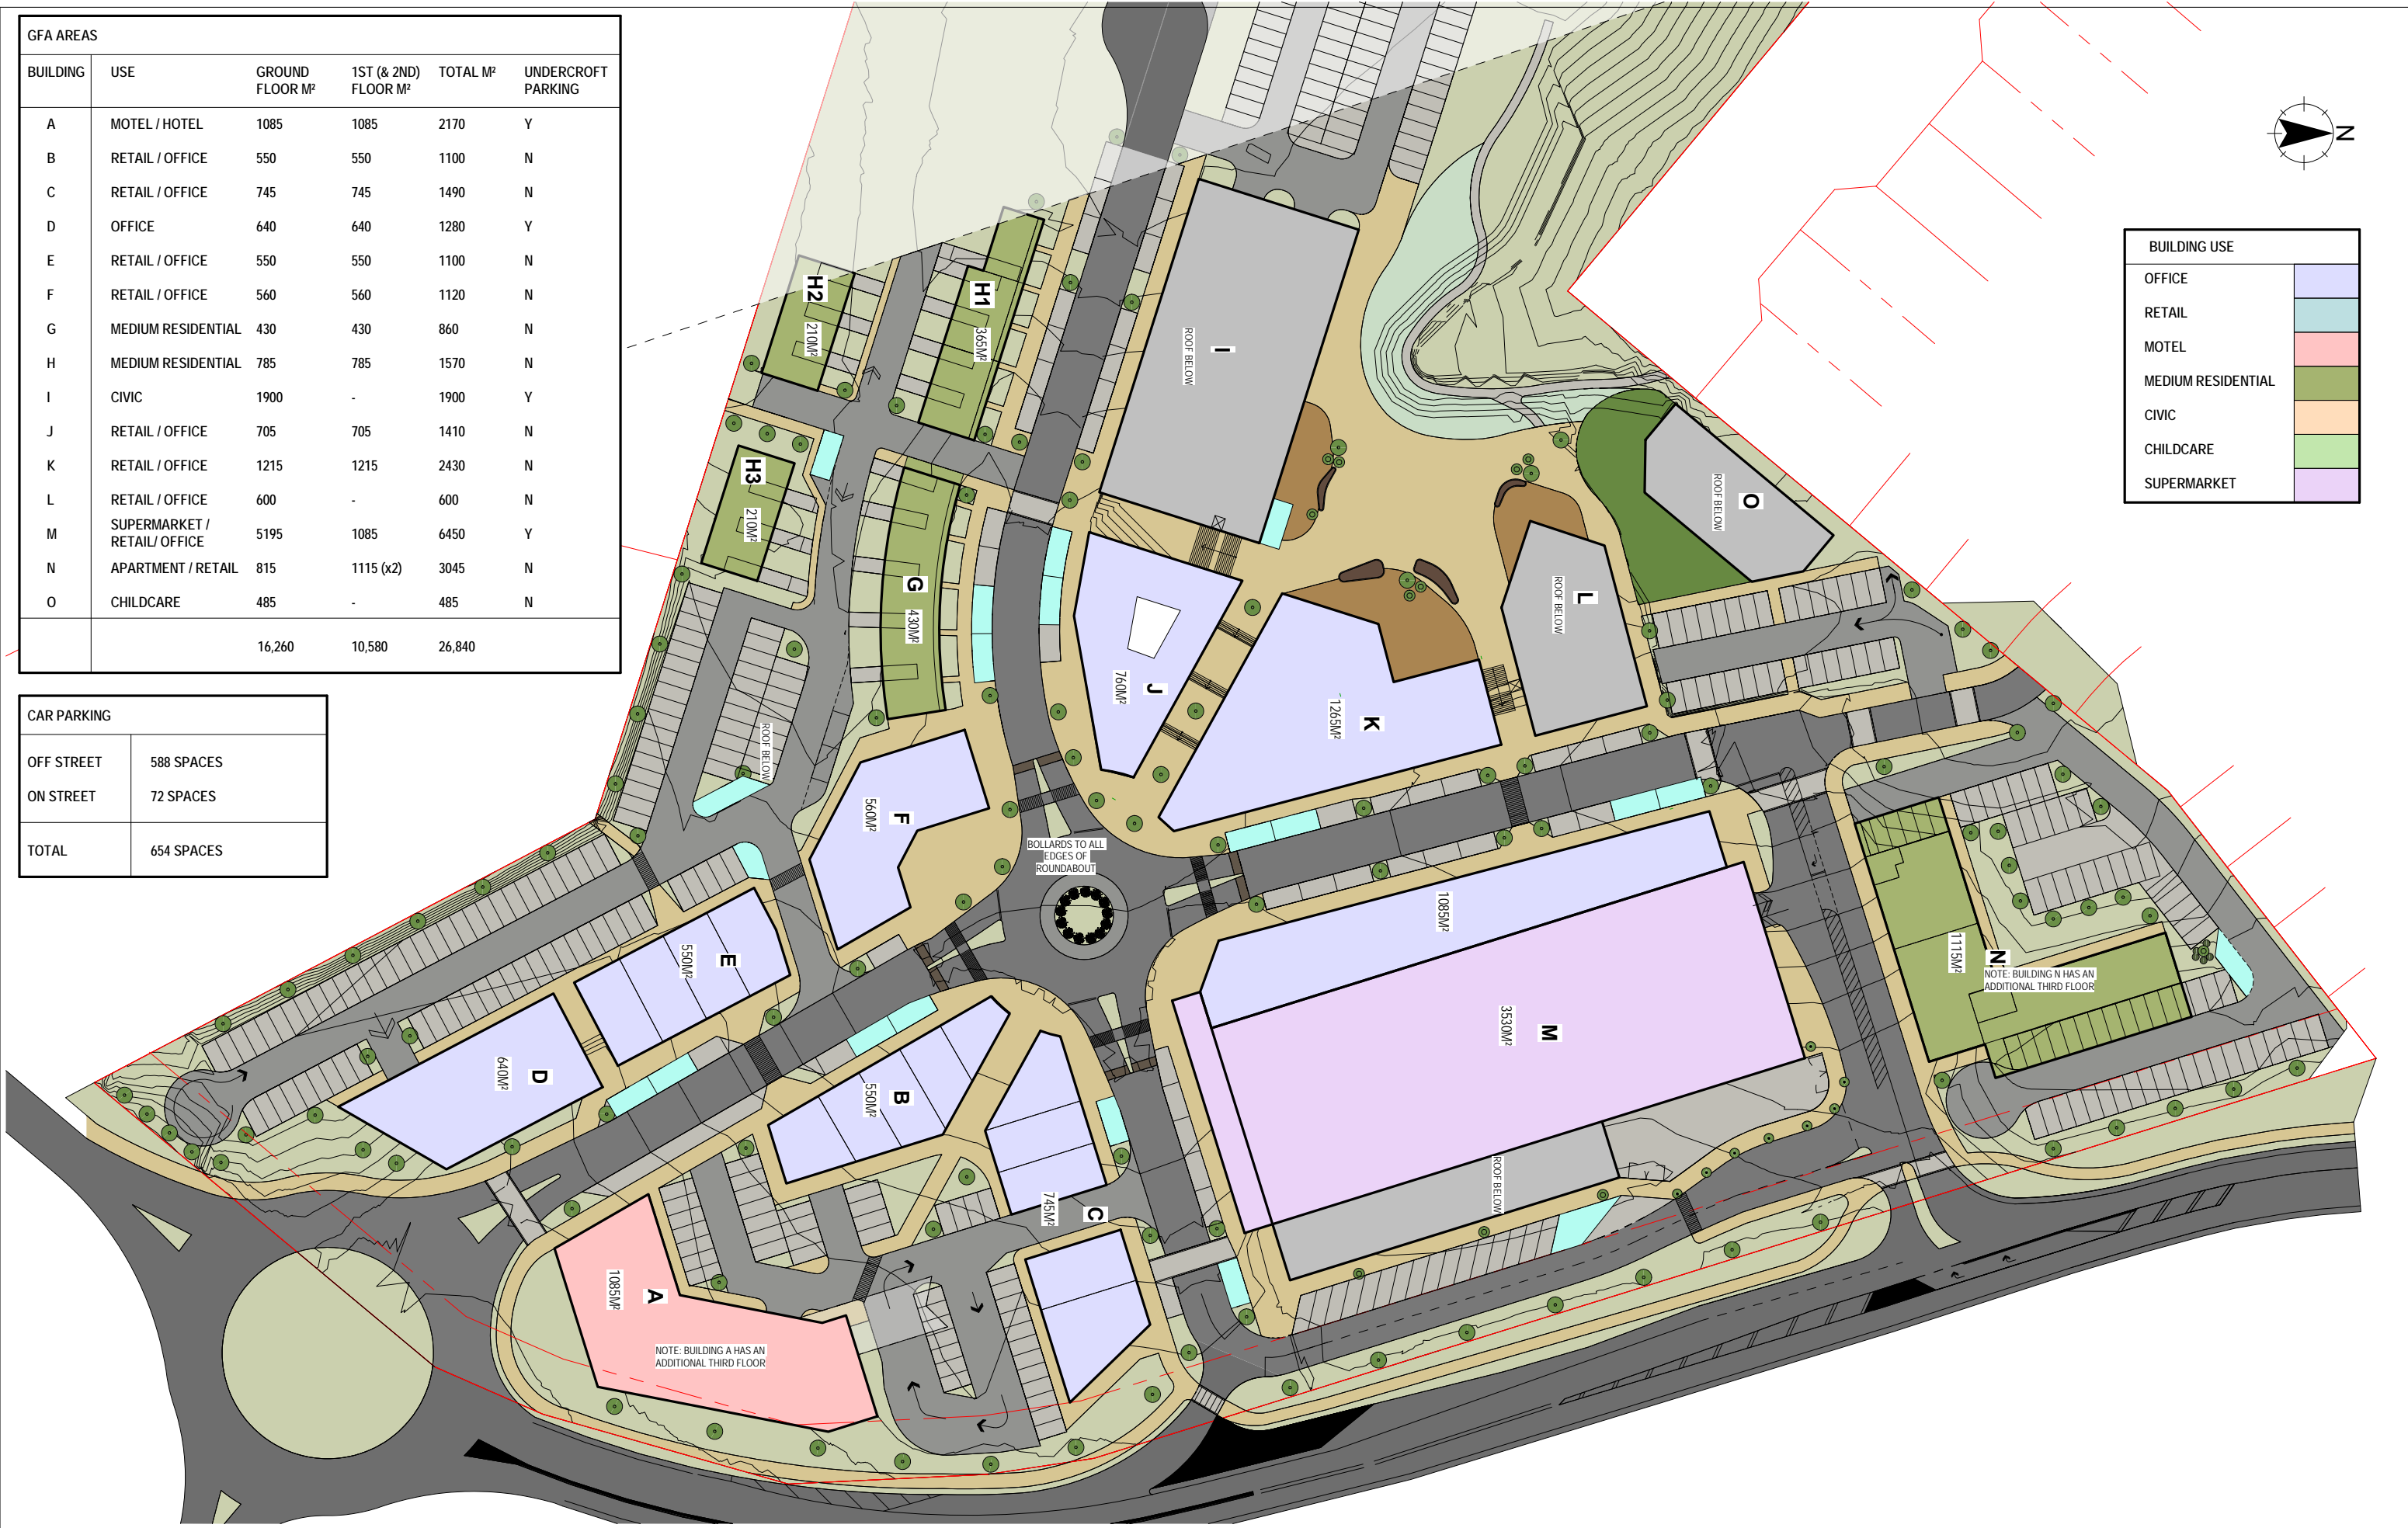 GFA AREAS
BUILDING USE GROUND FLOOR M² 1ST (& 2ND) FLOOR M² TOTAL M² UNDERCROFT PARKING
A MOTEL / HOTEL 1085 1085 2170 Y
B RETAIL / OFFICE 550 550 1100 N
C RETAIL / OFFICE 745 745 1490 N
D OFFICE 640 640 1280 Y
E RETAIL / OFFICE 550 550 1100 N
F RETAIL / OFFICE 560 560 1120 N
G MEDIUM RESIDENTIAL 430 430 860 N
H MEDIUM RESIDENTIAL 785 785 1570 N
I CIVIC 1900 - 1900 Y
J RETAIL / OFFICE 705 705 1410 N
K RETAIL / OFFICE 1215 1215 2430 N
L RETAIL / OFFICE 600 - 600 N
M SUPERMARKET / RETAIL/ OFFICE 5195 1085 6450 Y
N APARTMENT / RETAIL 815 1115 (x2) 3045 N
O CHILDCARE 485 - 485 N
16,260 10,580 26,840
CAR PARKING
OFF STREET 588 SPACES
ON STREET 72 SPACES
TOTAL 654 SPACES
N
BUILDING USE
OFFICE
RETAIL
MOTEL
MEDIUM RESIDENTIAL
CIVIC
CHILDCARE
SUPERMARKET
H2
210M²
H1
365M²
I
ROOF BELOW
H3
210M²
O
ROOF BELOW
G
430M²
L
ROOF BELOW
J
760M²
K
1265M²
ROOF BELOW
F
560M²
BOLLARDS TO ALL
EDGES OF
ROUNDABOUT
E
550M²
1085M²
N
1115M²
NOTE: BUILDING N HAS AN
ADDITIONAL THIRD FLOOR
M
3530M²
D
640M²
B
550M²
ROOF BELOW
C
745M²
A
1085M²
NOTE: BUILDING A HAS AN
ADDITIONAL THIRD FLOOR